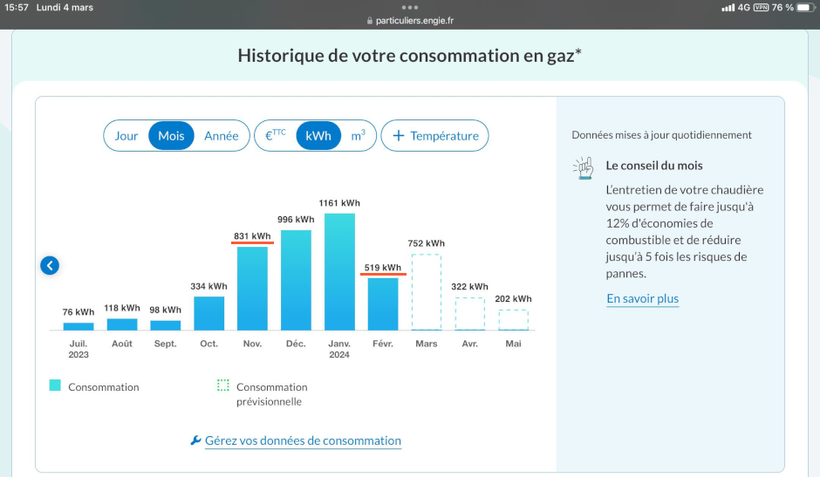 15:57 Lundi 4 mars
4G VPN 76 %
particuliers.engie.fr
Historique de votre consommation en gaz*
Jour Mois Année €TTC kWh m³ + Température
1161 kWh
996 kWh
831 kWh
752 kWh
519 kWh
334 kWh
322 kWh
202 kWh
76 kWh 118 kWh 98 kWh
Juil. Août Sept. Oct. Nov. Déc. Janv. Févr. Mars Avr. Mai
2023 2024
Consommation
Consommation
prévisionnelle
Gérez vos données de consommation
Données mises à jour quotidiennement
Le conseil du mois
L'entretien de votre chaudière
vous permet de faire jusqu'à
12% d'économies de
combustible et de réduire
jusqu'à 5 fois les risques de
pannes.
En savoir plus